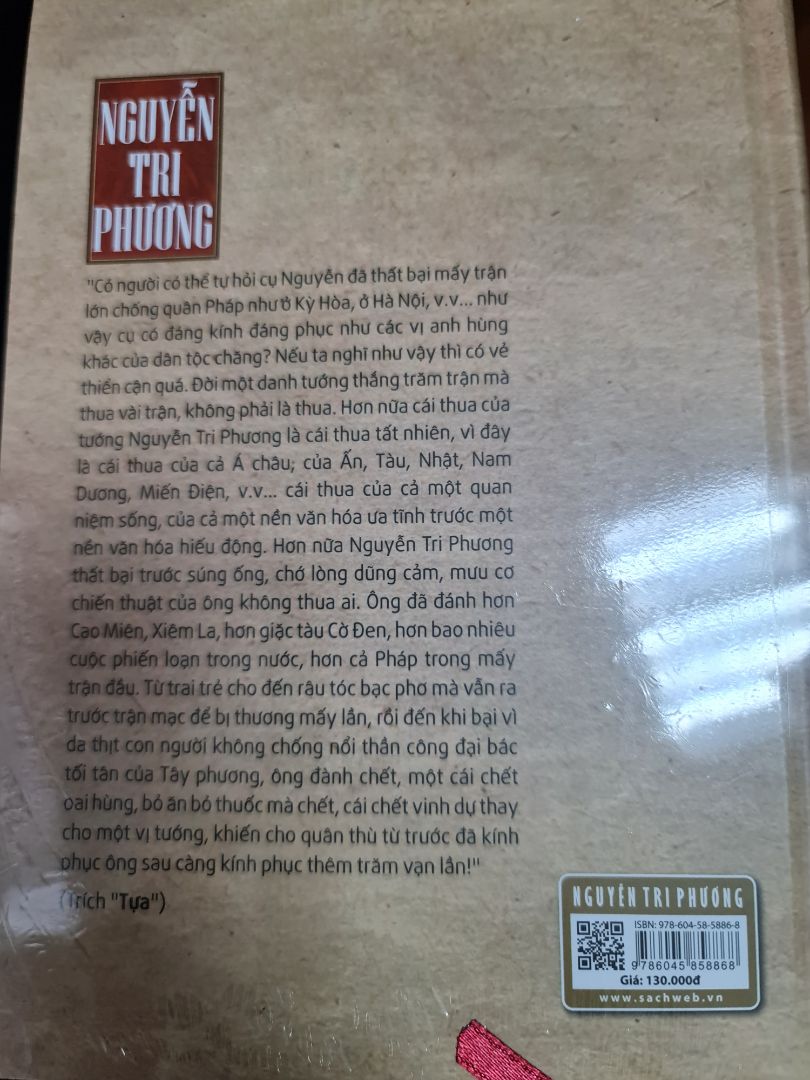 NGUYỄN
TRI
PHƯƠNG
"Có người có thể tự hỏi cụ Nguyễn đã thất bại mấy trận
lớn chống quân Pháp như ở Kỳ Hòa, ở Hà Nội, v.v... như
vậy cụ có đáng kính đáng phục như các vị anh hùng
khác của dân tộc chăng? Nếu ta nghĩ như vậy thì có vẻ
thiển cận quá. Đời một danh tướng thắng trăm trận mà
thua vài trận, không phải là thua. Hơn nữa cái thua của
tướng Nguyễn Tri Phương là cái thua tất nhiên, vì đây
là cái thua của cả Á châu; của Ấn, Tàu, Nhật, Nam
Dương, Miến Điện, v.v... cái thua của cả một quan
niệm sống, của cả một nền văn hóa ưa tĩnh trước một
nền văn hóa hiếu động. Hơn nữa Nguyễn Tri Phương
thất bại trước súng ống, chớ lòng dũng cảm, mưu cơ
chiến thuật của ông không thua ai. Ông đã đánh hơn
Cao Miên, Xiêm La, hơn giặc tàu Cờ Đen, hơn bao nhiêu
cuộc phiến loạn trong nước, hơn cả Pháp trong mấy
trận đầu. Từ trai trẻ cho đến râu tóc bạc phơ mà vẫn ra
trước trận mạc để bị thương mấy lần, rồi đến khi bại vì
da thịt con người không chống nổi thần công đại bác
tối tân của Tây phương, ông đành chết, một cái chết
oai hùng, bỏ ăn bỏ thuốc mà chết, cái chết vinh dự thay
cho một vị tướng, khiến cho quân thù từ trước đã kính
phục ông sau càng kính phục thêm trăm vạn lần!"
(Trích "Tựa")
NGUYỄN TRI PHƯƠNG
ISBN: 978-604-58-5886-8
9 786045 858868
Giá: 130.000đ
www.sachweb.vn